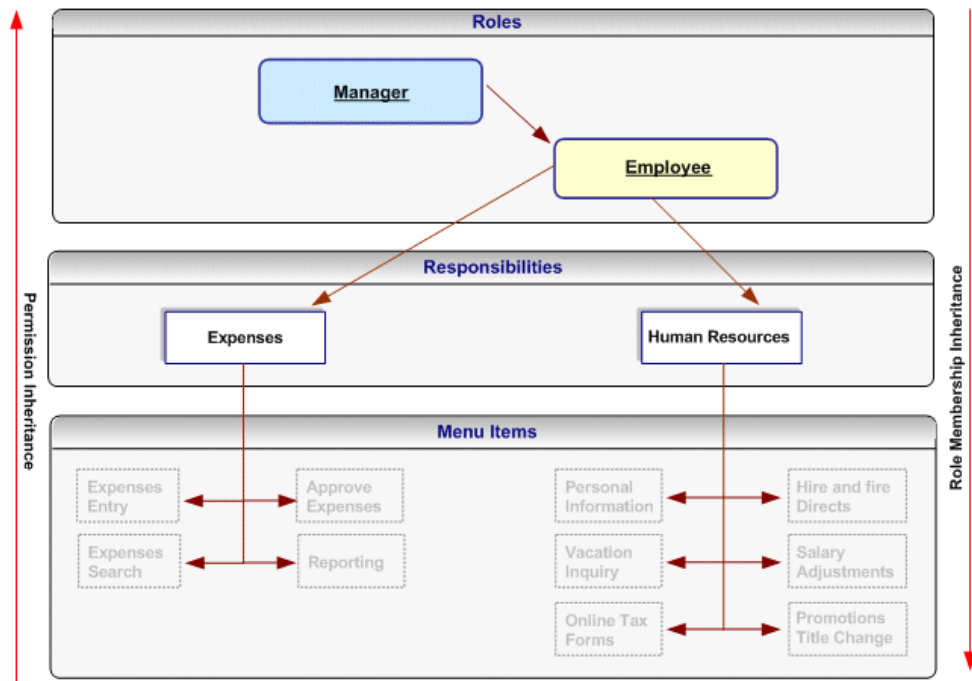 Roles
Manager
Employee
Responsibilities
Expenses
Human Resources
Menu Items
Expenses
Entry
Approve
Expenses
Expenses
Search
Reporting
Personal
Information
Hire and fire
Directs
Vacation
Inquiry
Salary
Adjustments
Online Tax
Forms
Promotions
Title Change
Permission Inheritance
Role Membership Inheritance